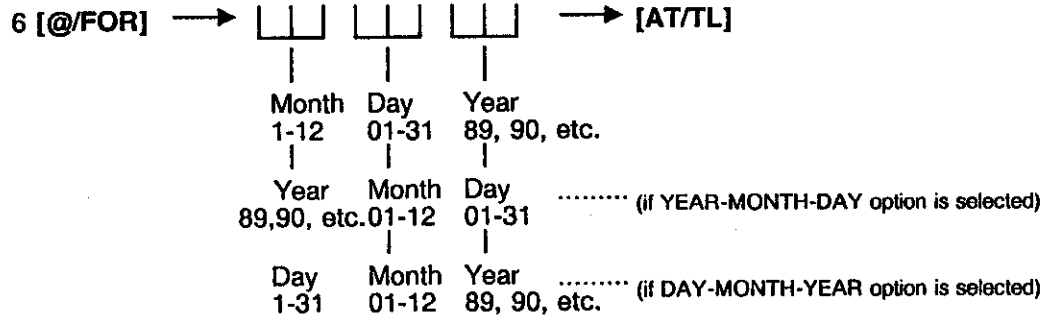 6 [@/FOR] [AT/TL]
Month Day Year
1-12 01-31 89, 90, etc.
Year Month Day ········· (if YEAR-MONTH-DAY option is selected)
89,90, etc. 01-12 01-31
Day Month Year ········· (if DAY-MONTH-YEAR option is selected)
1-31 01-12 89, 90, etc.